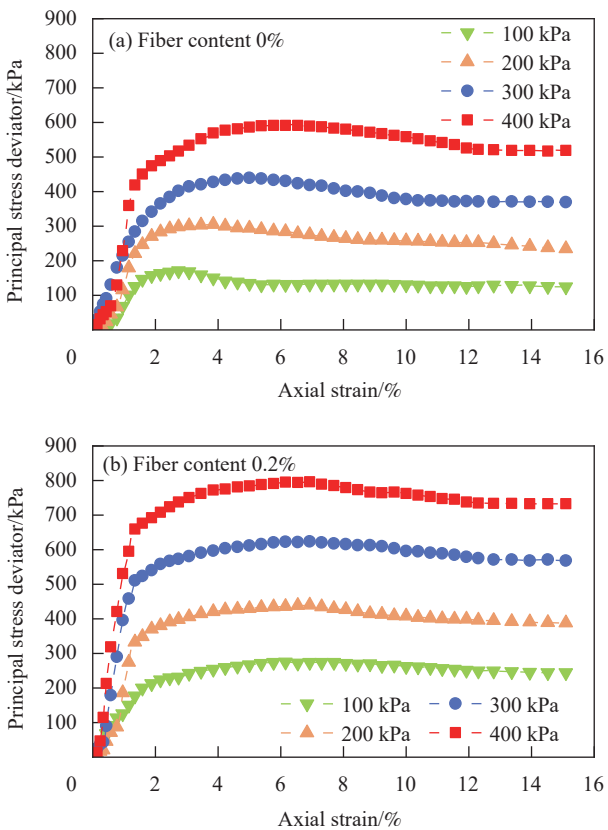 (a) Fiber content 0%
100 kPa
200 kPa
300 kPa
400 kPa
Principal stress deviator/kPa
900
800
700
600
500
400
300
200
100
0 2 4 6 8 10 12 14 16
Axial strain/%
(b) Fiber content 0.2%
Principal stress deviator/kPa
900
800
700
600
500
400
300
200
100
100 kPa 300 kPa
200 kPa 400 kPa
0 2 4 6 8 10 12 14 16
Axial strain/%